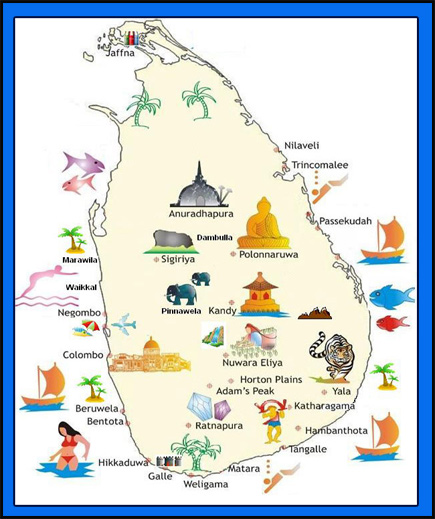 Jaffna
Nilaveli
Trincomalee
Anuradhapura
Passekudah
Dambulla
Marawila
Sigiriya
Polonnaruwa
Waikkal
Pinnawela
Kandy
Negombo
Colombo
Nuwara Eliya
Horton Plains
Adam's Peak
Yala
Beruwela
Katharagama
Bentota
Ratnapura
Hambanthota
Tangalle
Hikkaduwa
Matara
Galle
Weligama